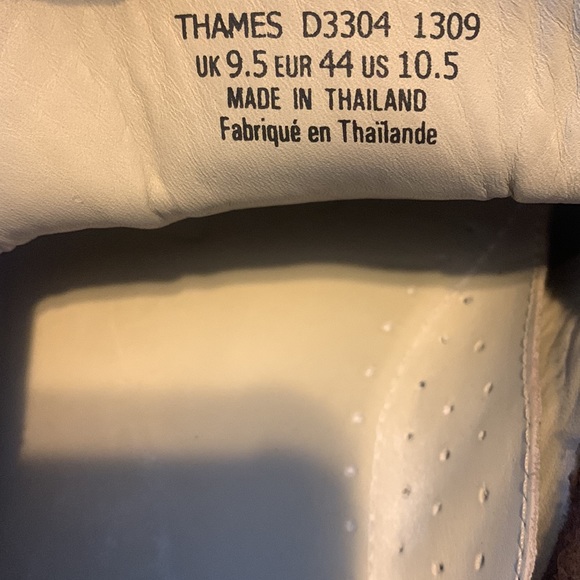 THAMES D3304 1309
UK 9.5 EUR 44 US 10.5
MADE IN THAILAND
Fabriqué en Thaïlande